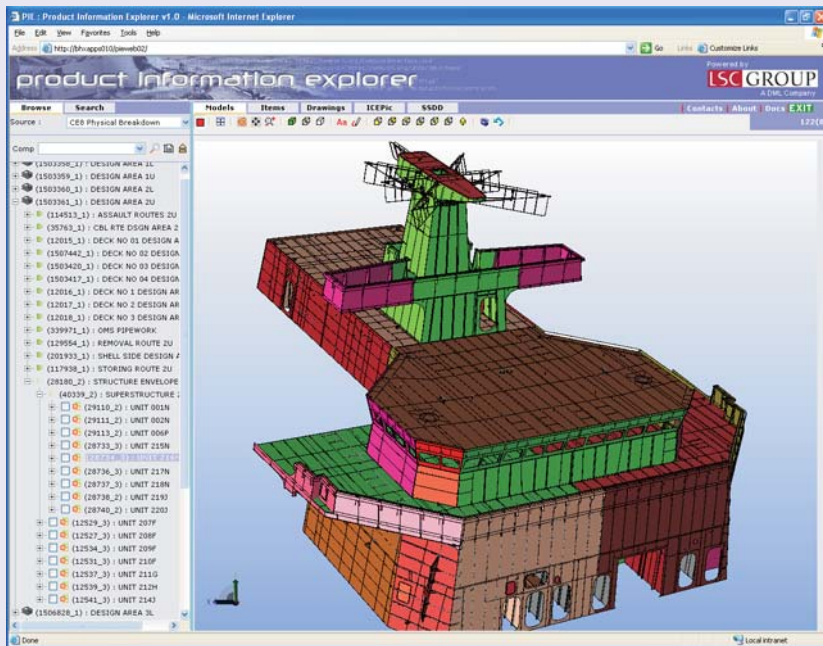 PIE : Product Information Explorer v1.0 - Microsoft Internet Explorer
File Edit View Favorites Tools Help
Address http://bhxapps010/pieweb02/ Go Links Customize Links
product information explorer
Powered by
LSC GROUP
A DML Company
Browse Search Models Items Drawings ICEPic SSDD | Contacts | About | Docs EXIT
Source : CE8 Physical Breakdown
Comp
(1503358_1) : DESIGN AREA 1L
(1503359_1) : DESIGN AREA 1U
(1503360_1) : DESIGN AREA 2L
(1503361_1) : DESIGN AREA 2U
(114513_1) : ASSAULT ROUTES 2U
(35763_1) : CBL RTE DSGN AREA 2
(12015_1) : DECK NO 01 DESIGN A
(1507442_1) : DECK NO 02 DESIGN
(1503420_1) : DECK NO 03 DESIGN
(1503417_1) : DECK NO 04 DESIGN
(12016_1) : DECK NO 1 DESIGN AR
(12017_1) : DECK NO 2 DESIGN AR
(12018_1) : DECK NO 3 DESIGN AR
(339971_1) : OMS PIPEWORK
(129554_1) : REMOVAL ROUTE 2U
(201933_1) : SHELL SIDE DESIGN A
(117938_1) : STORING ROUTE 2U
(28180_2) : STRUCTURE ENVELOPE
(40339_2) : SUPERSTRUCTURE
(29110_2) : UNIT 001N
(29111_2) : UNIT 002N
(29113_2) : UNIT 006P
(28733_3) : UNIT 215N
(28736_3) : UNIT 217N
(28737_3) : UNIT 218N
(28738_2) : UNIT 219J
(28740_2) : UNIT 220J
(12529_3) : UNIT 207F
(12527_3) : UNIT 208F
(12534_3) : UNIT 209F
(12531_3) : UNIT 210F
(12537_3) : UNIT 211G
(12539_3) : UNIT 212H
(12541_3) : UNIT 214J
(1506828_1) : DESIGN AREA 3L
Done Local intranet